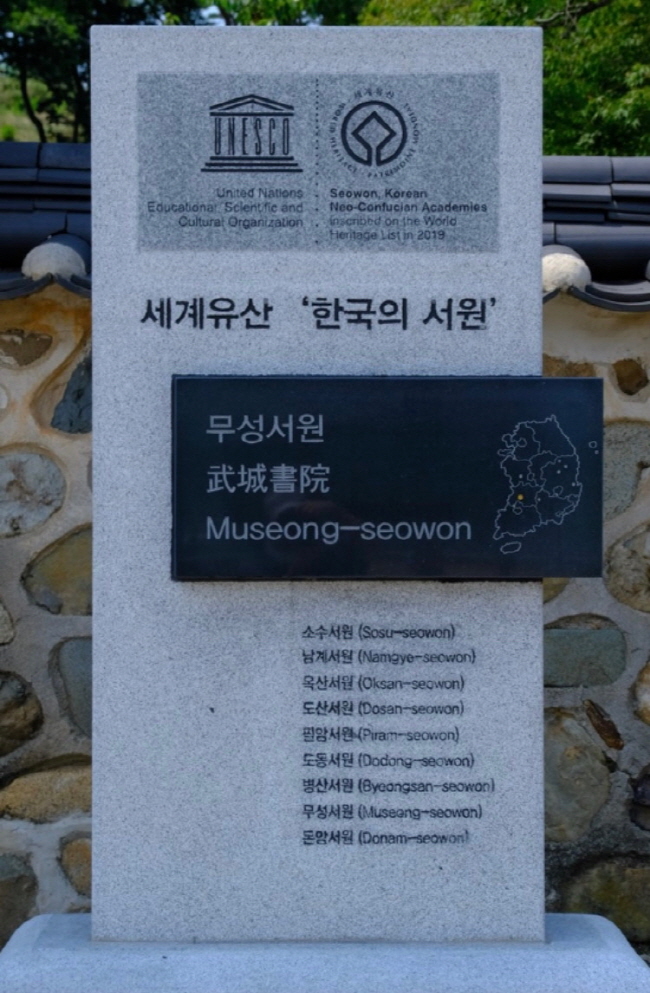 UNESCO
United Nations
Educational, Scientific and
Cultural Organization
Seowon, Korean
Neo-Confucian Academies
Inscribed on the World
Heritage List in 2019
세계유산 ‘한국의 서원’
무성서원
武城書院
Museong-seowon
소수서원 (Sosu-seowon)
남계서원 (Namgye-seowon)
옥산서원 (Oksan-seowon)
도산서원 (Dosan-seowon)
필암서원 (Piram-seowon)
도동서원 (Dodong-seowon)
병산서원 (Byeongsan-seowon)
무성서원 (Museong-seowon)
돈암서원 (Donam-seowon)